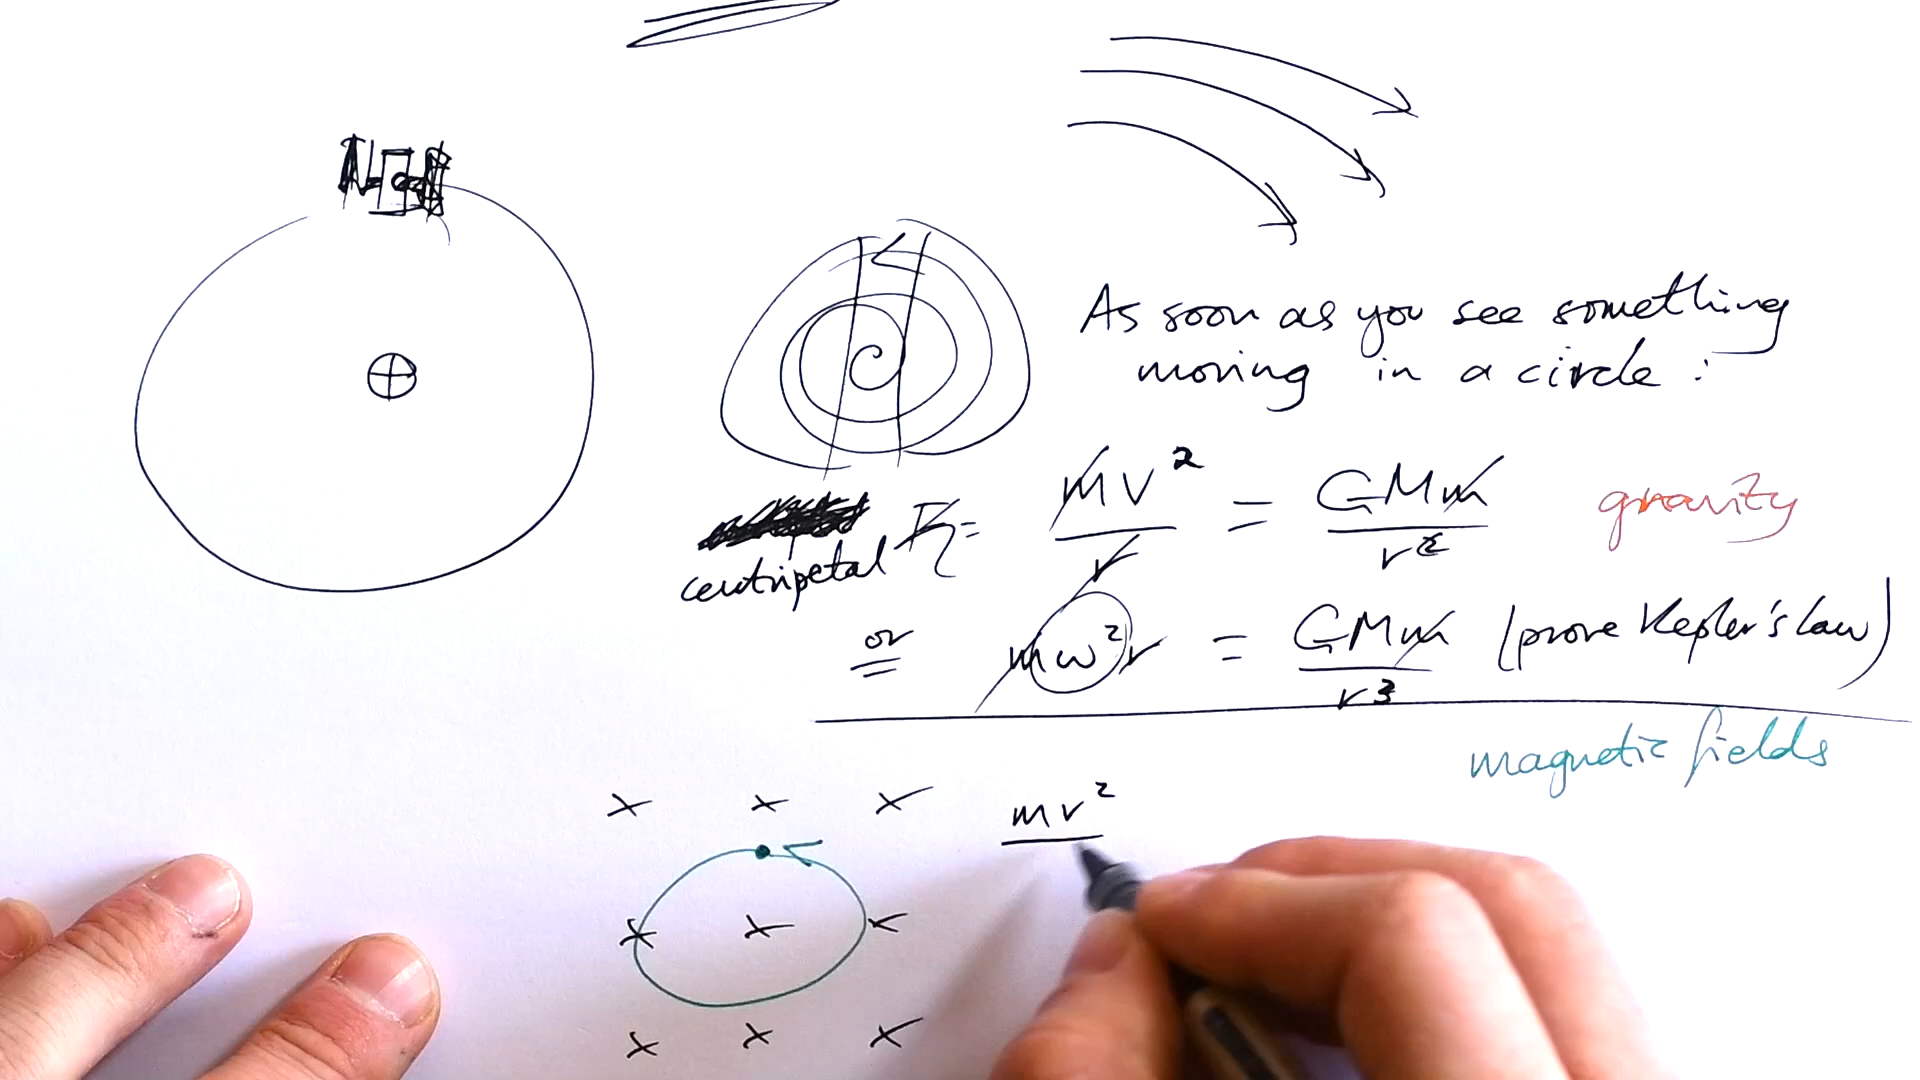 As soon as you see something
moving in a circle :
centripetal F = mv²/r = GMm/r² gravity
or mω²r = GMm/r³ (prove Kepler's law)
magnetic fields
x x x mv²
x x x
x x x